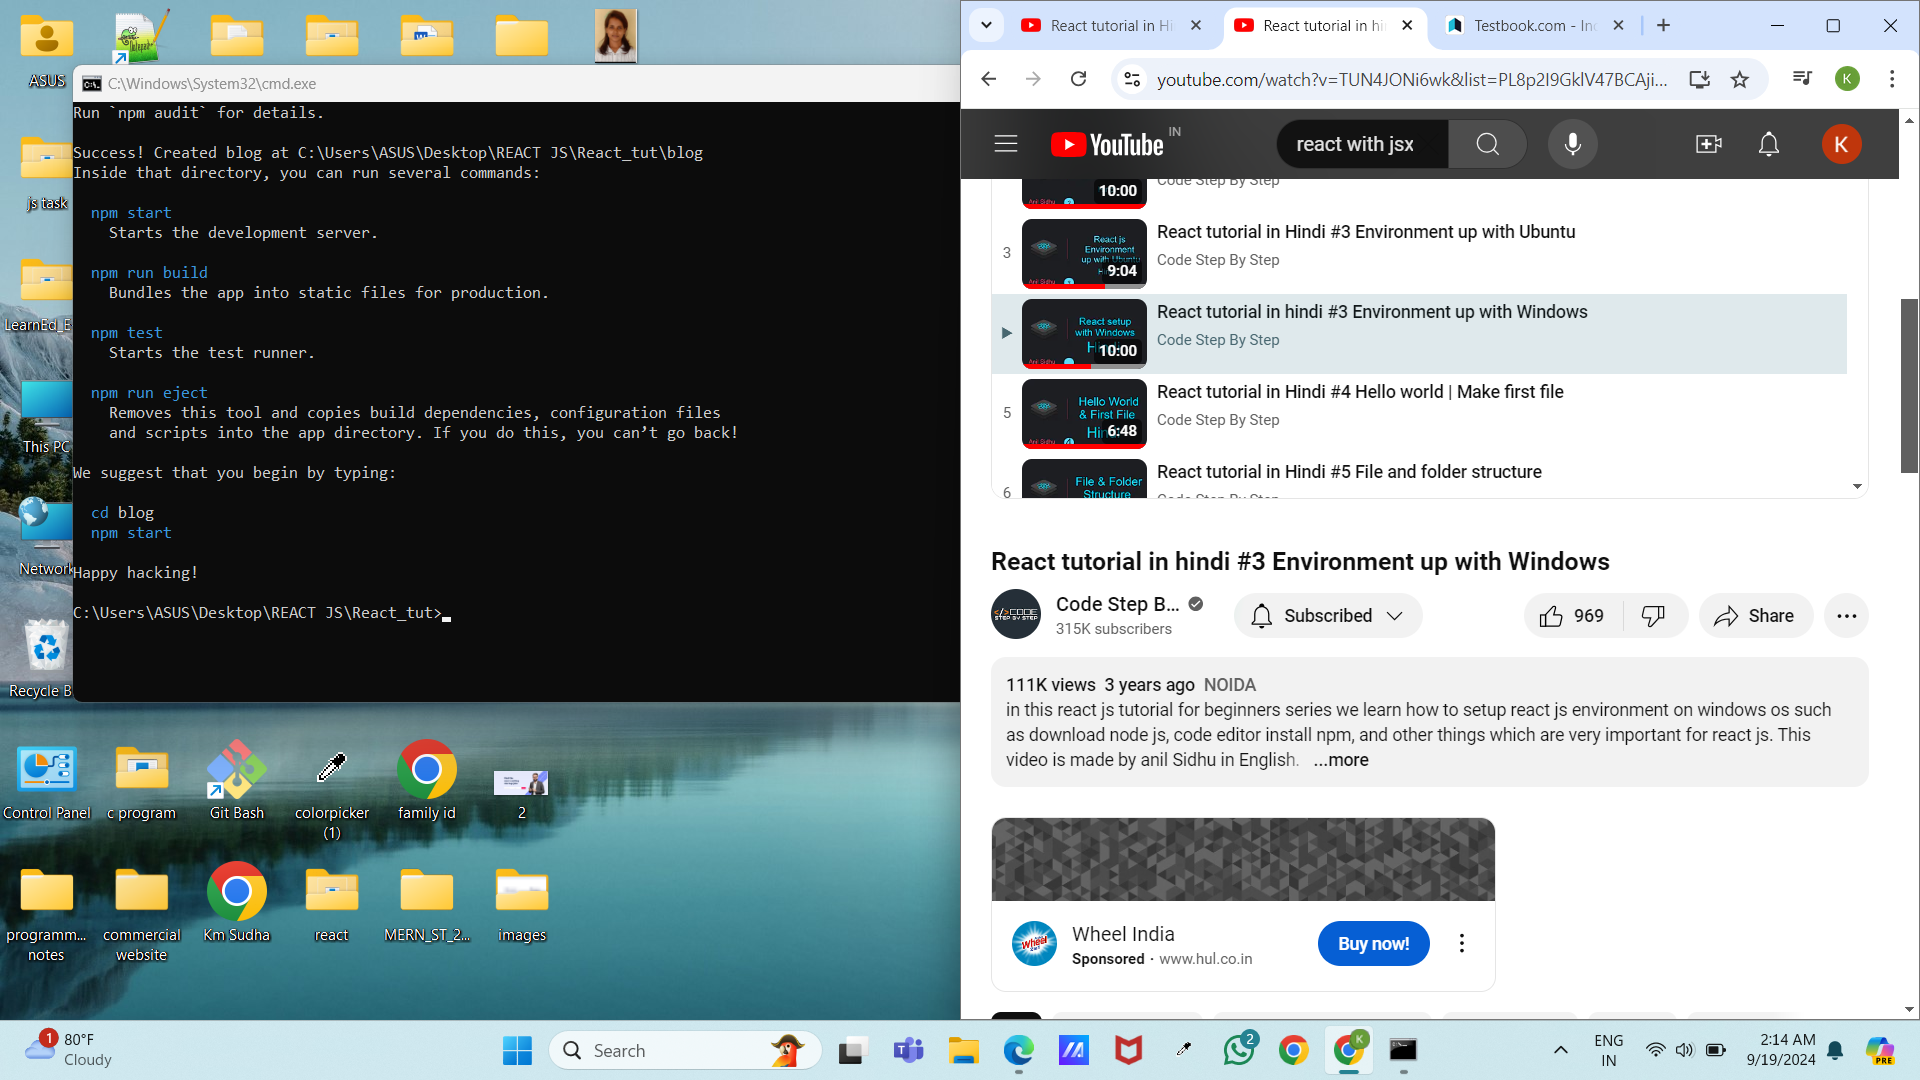 ASUS
js task
LearnEd_E
This PC
Network
Recycle B
C:\Windows\System32\cmd.exe
Run `npm audit` for details.
Success! Created blog at C:\Users\ASUS\Desktop\REACT JS\React_tut\blog
Inside that directory, you can run several commands:
npm start
Starts the development server.
npm run build
Bundles the app into static files for production.
npm test
Starts the test runner.
npm run eject
Removes this tool and copies build dependencies, configuration files
and scripts into the app directory. If you do this, you can’t go back!
We suggest that you begin by typing:
cd blog
npm start
Happy hacking!
C:\Users\ASUS\Desktop\REACT JS\React_tut>
Control Panel
c program
Git Bash
colorpicker
(1)
family id
2
programm...
notes
commercial
website
Km Sudha
react
MERN_ST_2...
images
React tutorial in Hi
React tutorial in hi
Testbook.com - In
youtube.com/watch?v=TUN4JONi6wk&list=PL8p2I9GklV47BCAji...
K
YouTube IN
react with jsx
K
10:00
Code Step By Step
3
React js
Environment
up with Ubuntu
9:04
React tutorial in Hindi #3 Environment up with Ubuntu
Code Step By Step
React setup
with Windows
10:00
React tutorial in hindi #3 Environment up with Windows
Code Step By Step
5
Hello World
& First File
6:48
React tutorial in Hindi #4 Hello world | Make first file
Code Step By Step
6
File & Folder
Structure
React tutorial in Hindi #5 File and folder structure
Code Step By Step
React tutorial in hindi #3 Environment up with Windows
</>CODE
STEP BY STEP
Code Step B...
315K subscribers
Subscribed
969
Share
111K views 3 years ago NOIDA
in this react js tutorial for beginners series we learn how to setup react js environment on windows os such
as download node js, code editor install npm, and other things which are very important for react js. This
video is made by anil Sidhu in English. ...more
Wheel
Wheel India
Sponsored · www.hul.co.in
Buy now!
1
80°F
Cloudy
Search
2
K
ENG
IN
2:14 AM
9/19/2024
PRE